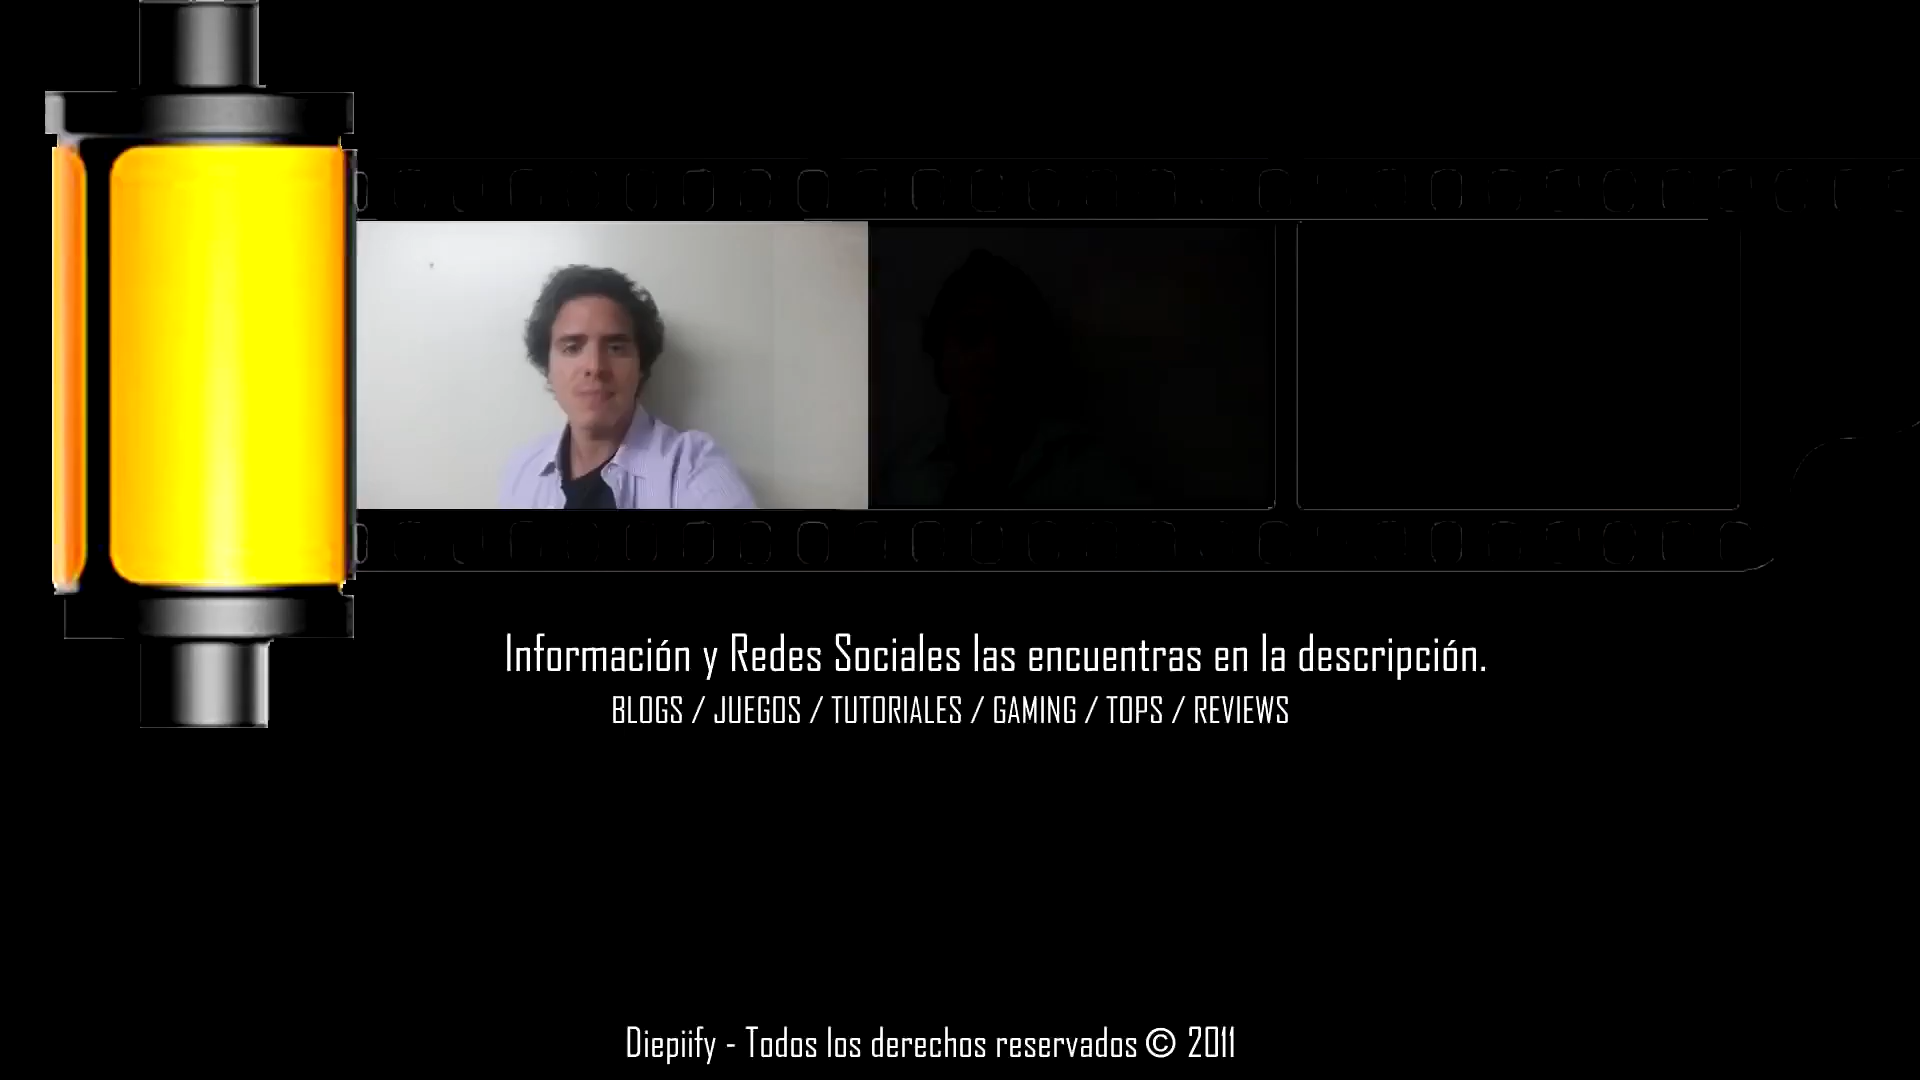 Información y Redes Sociales las encuentras en la descripción.
BLOGS / JUEGOS / TUTORIALES / GAMING / TOPS / REVIEWS
Diepiify - Todos los derechos reservados © 2011